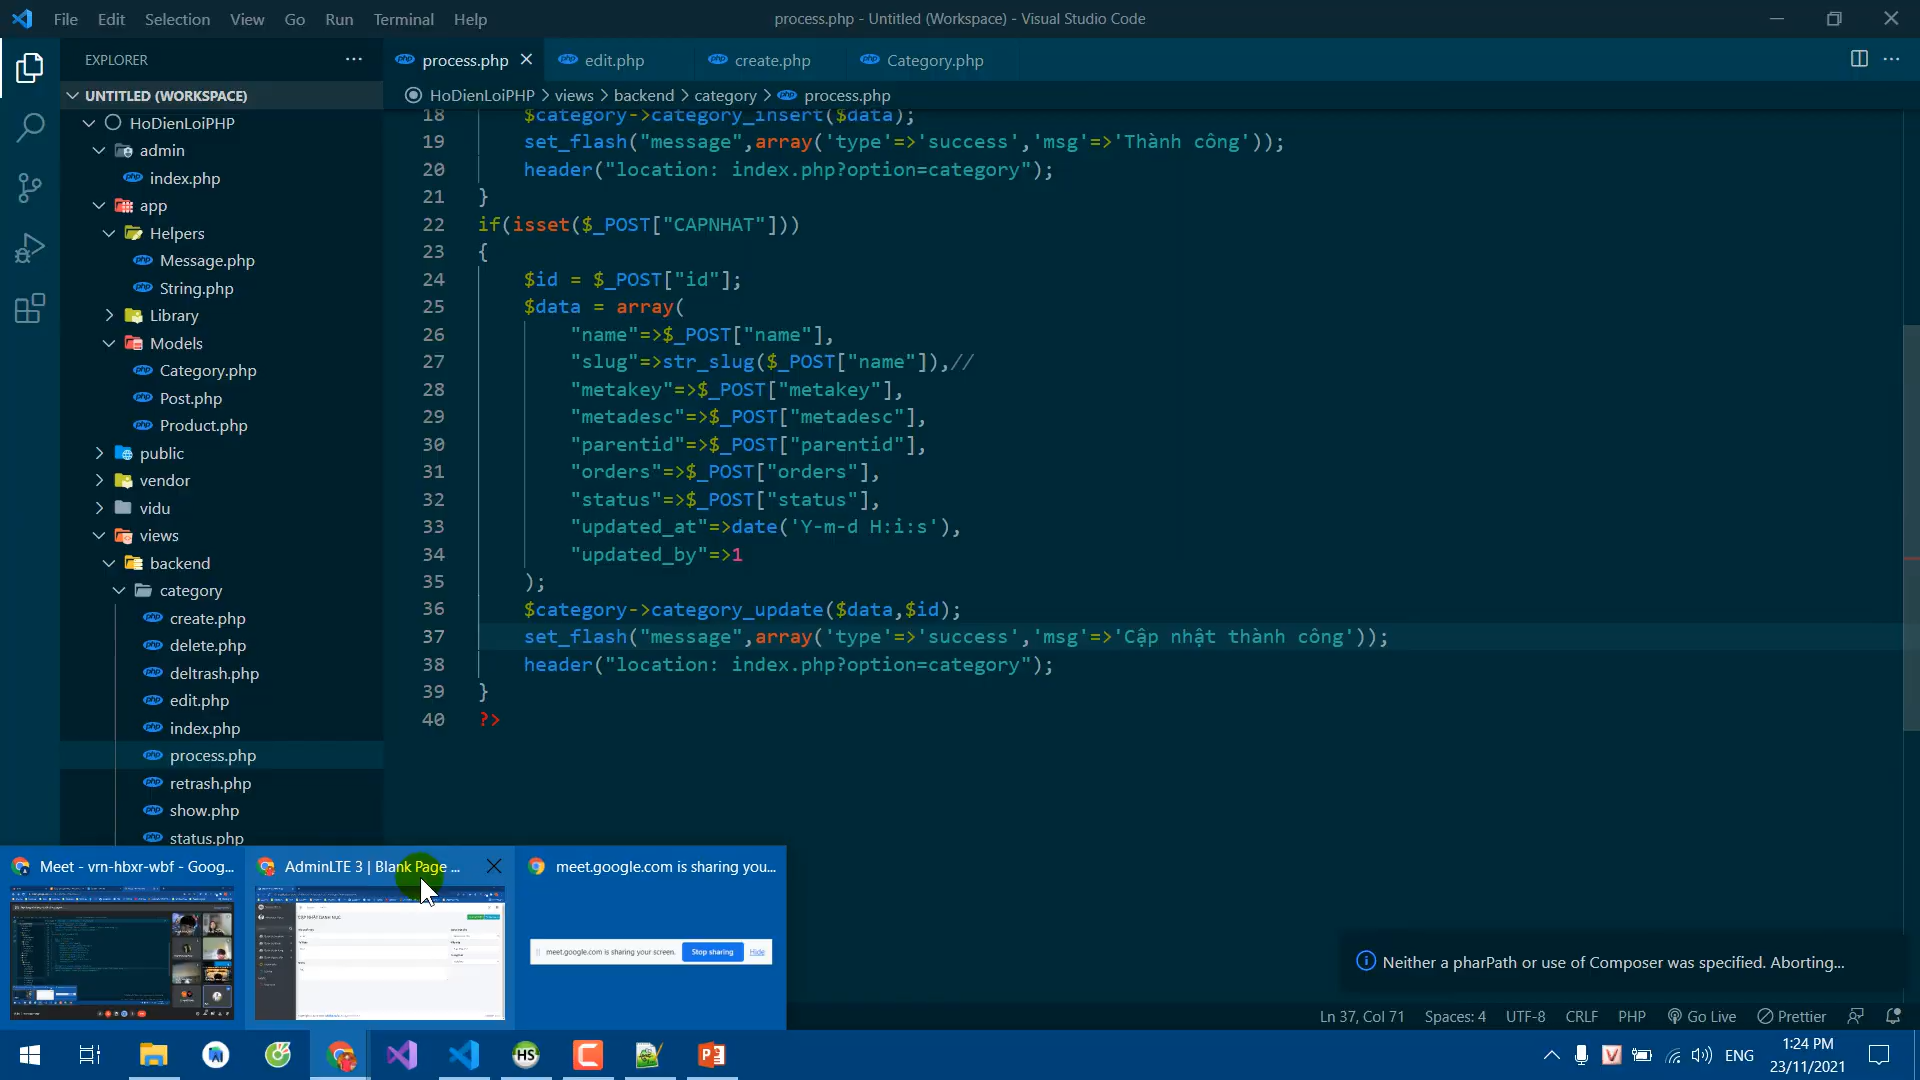 File Edit Selection View Go Run Terminal Help
process.php - Untitled (Workspace) - Visual Studio Code
EXPLORER
UNTITLED (WORKSPACE)
HoDienLoiPHP
admin
index.php
app
Helpers
Message.php
String.php
Library
Models
Category.php
Post.php
Product.php
public
vendor
vidu
views
backend
category
create.php
delete.php
deltrash.php
edit.php
index.php
process.php
retrash.php
show.php
status.php
process.php edit.php create.php Category.php
HoDienLoiPHP > views > backend > category > process.php
18 $category->category_insert($data);
19 set_flash("message",array('type'=>'success','msg'=>'Thành công'));
20 header("location: index.php?option=category");
21 }
22 if(isset($_POST["CAPNHAT"]))
23 {
24 $id = $_POST["id"];
25 $data = array(
26 "name"=>$_POST["name"],
27 "slug"=>str_slug($_POST["name"]),//
28 "metakey"=>$_POST["metakey"],
29 "metadesc"=>$_POST["metadesc"],
30 "parentid"=>$_POST["parentid"],
31 "orders"=>$_POST["orders"],
32 "status"=>$_POST["status"],
33 "updated_at"=>date('Y-m-d H:i:s'),
34 "updated_by"=>1
35 );
36 $category->category_update($data,$id);
37 set_flash("message",array('type'=>'success','msg'=>'Cập nhật thành công'));
38 header("location: index.php?option=category");
39 }
40 ?>
Meet - vrn-hbxr-wbf - Goog...
AdminLTE 3 | Blank Page ...
meet.google.com is sharing you...
meet.google.com is sharing your screen. Stop sharing Hide
Neither a pharPath or use of Composer was specified. Aborting...
Ln 37, Col 71 Spaces: 4 UTF-8 CRLF PHP Go Live Prettier
HS
ENG
1:24 PM
23/11/2021